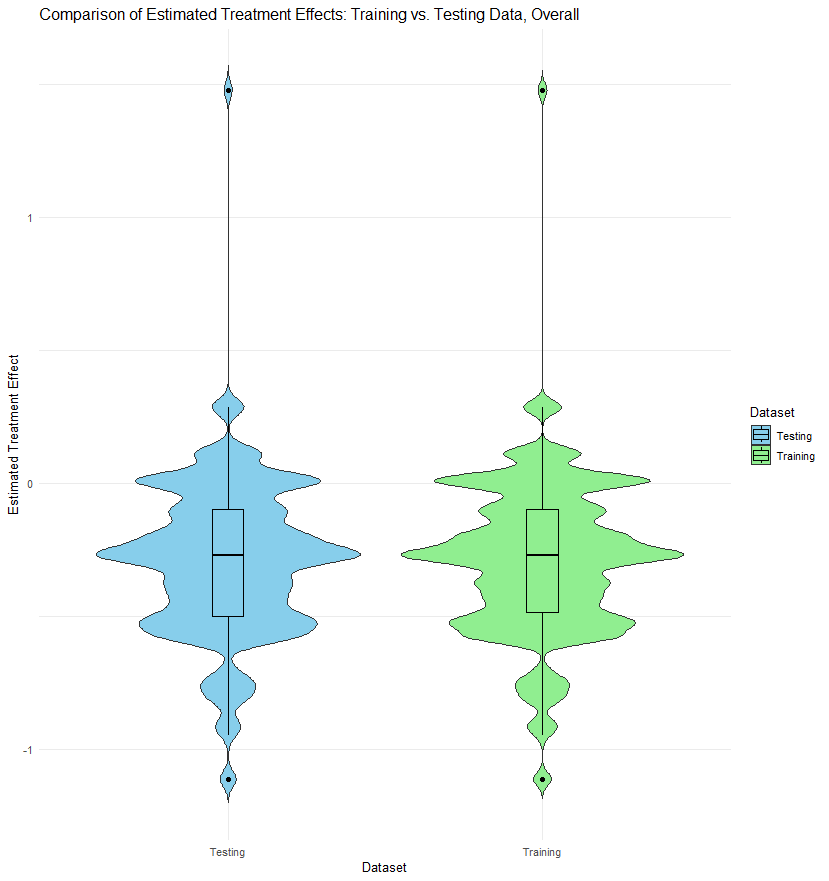 Comparison of Estimated Treatment Effects: Training vs. Testing Data, Overall
Estimated Treatment Effect
1
0
-1
Testing
Training
Dataset
Dataset
Testing
Training